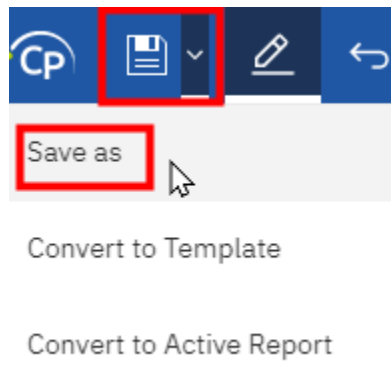 CP
Save as
Convert to Template
Convert to Active Report